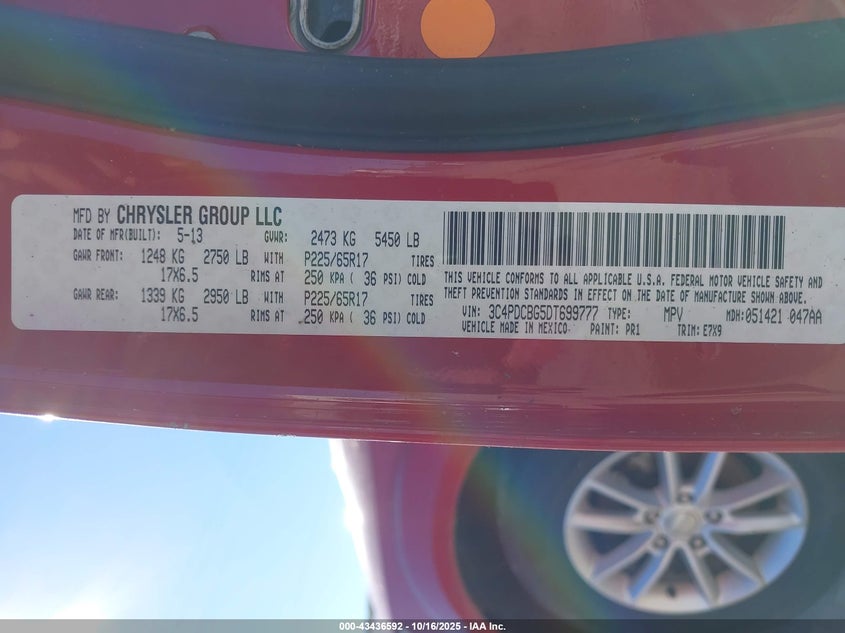 MFD BY CHRYSLER GROUP LLC
DATE OF MFR(BUILT): 5-13 GVWR: 2473 KG 5450 LB
GAWR FRONT: 1248 KG 2750 LB WITH P225/65R17 TIRES
17X6.5 RIMS AT 250 KPA ( 36 PSI) COLD
GAWR REAR: 1339 KG 2950 LB WITH P225/65R17 TIRES
17X6.5 RIMS AT 250 KPA ( 36 PSI) COLD
THIS VEHICLE CONFORMS TO ALL APPLICABLE U.S.A. FEDERAL MOTOR VEHICLE SAFETY AND
THEFT PREVENTION STANDARDS IN EFFECT ON THE DATE OF MANUFACTURE SHOWN ABOVE.
VIN: 3C4PDCBG5DT699777 TYPE: MPV MDH: 051421 047AA
VEHICLE MADE IN MEXICO PAINT: PR1 TRIM: E7X9
000-43436592 - 10/16/2025 - IAA Inc.